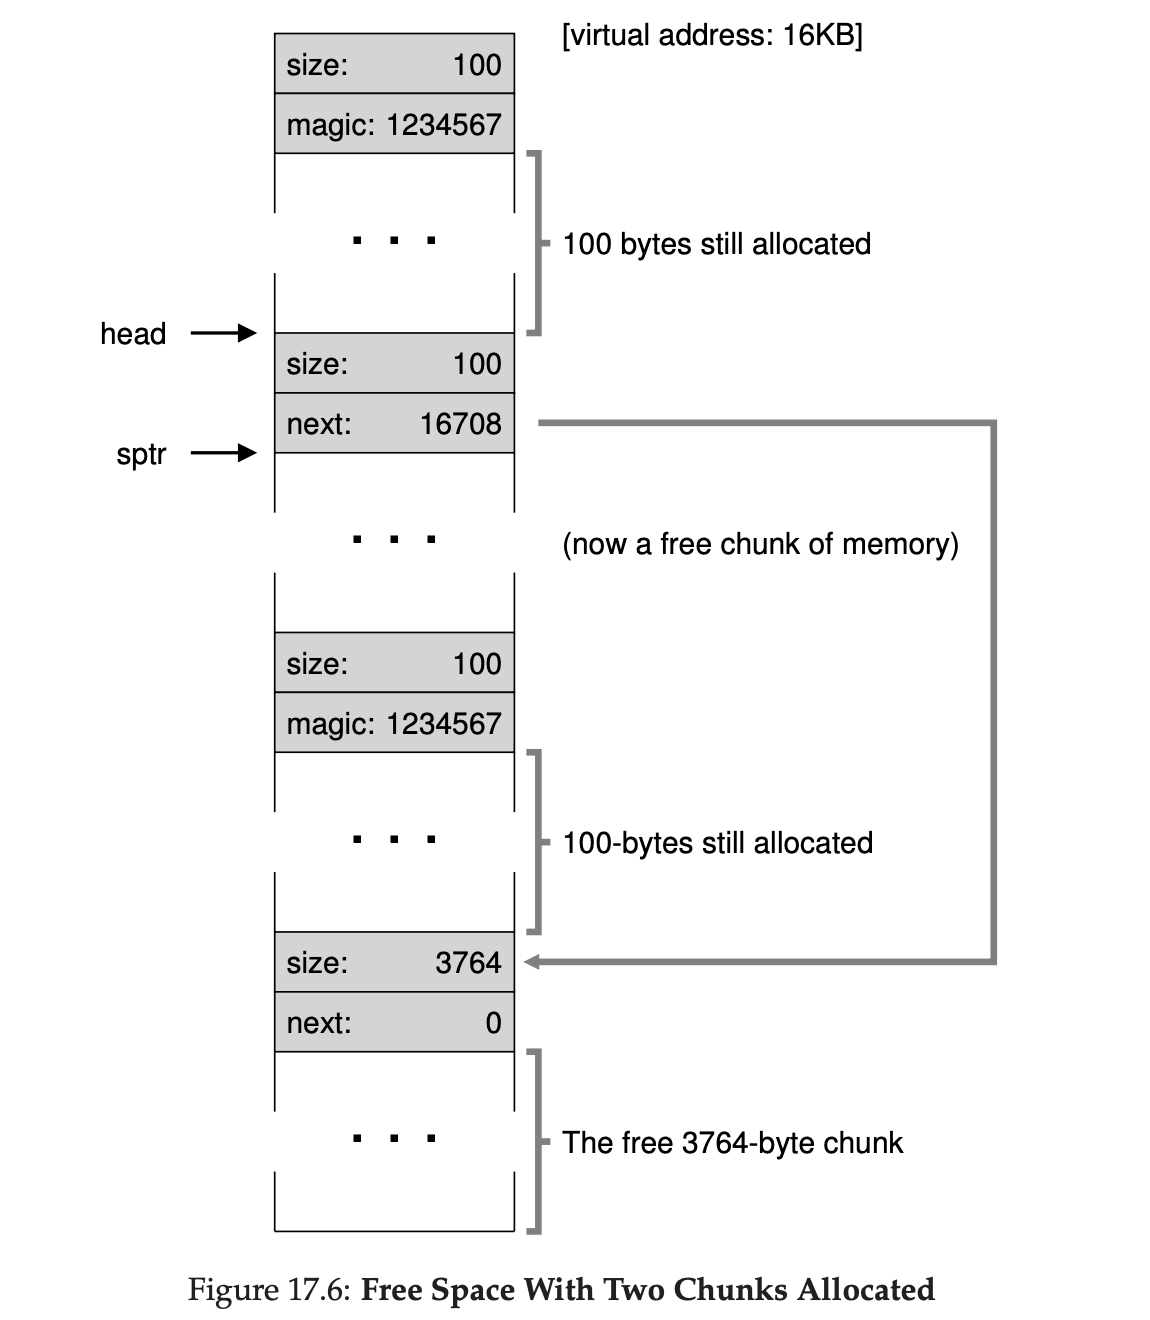 [virtual address: 16KB]
size: 100
magic: 1234567
100 bytes still allocated
head
size: 100
next: 16708
sptr
(now a free chunk of memory)
size: 100
magic: 1234567
100-bytes still allocated
size: 3764
next: 0
The free 3764-byte chunk
Figure 17.6: Free Space With Two Chunks Allocated